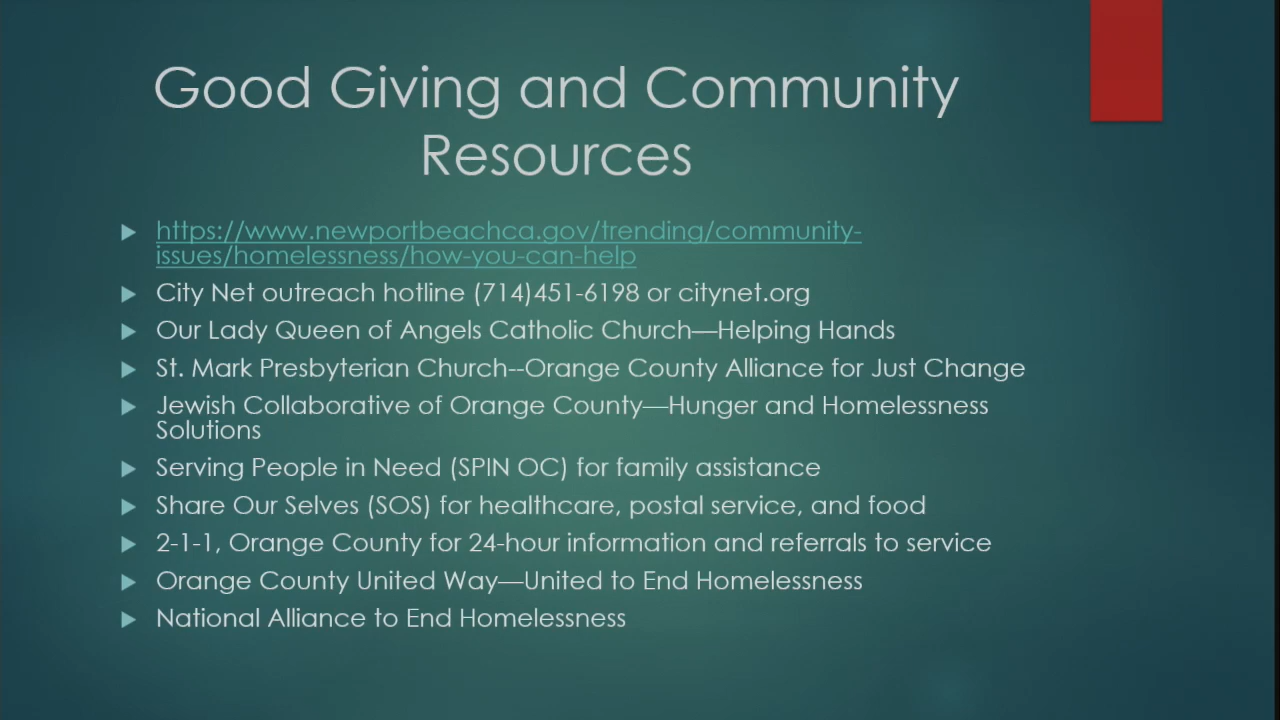 Good Giving and Community
Resources
https://www.newportbeachca.gov/trending/community-
issues/homelessness/how-you-can-help
City Net outreach hotline (714)451-6198 or citynet.org
Our Lady Queen of Angels Catholic Church—Helping Hands
St. Mark Presbyterian Church--Orange County Alliance for Just Change
Jewish Collaborative of Orange County—Hunger and Homelessness
Solutions
Serving People in Need (SPIN OC) for family assistance
Share Our Selves (SOS) for healthcare, postal service, and food
2-1-1, Orange County for 24-hour information and referrals to service
Orange County United Way—United to End Homelessness
National Alliance to End Homelessness